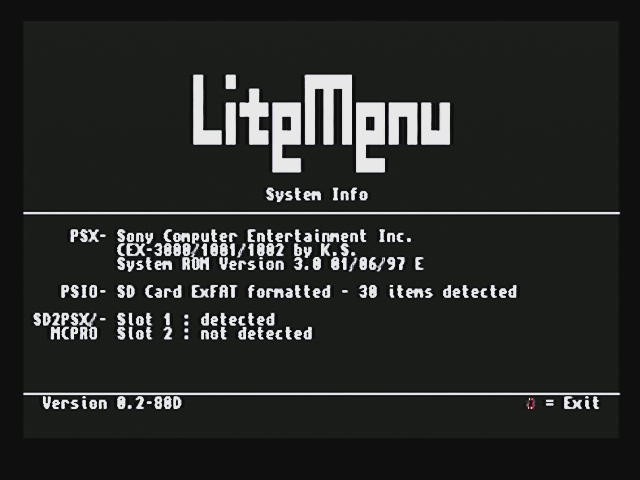 LiteMenu
System Info
PSX- Sony Computer Entertainment Inc.
CEX-3000/1001/1002 by K.S.
System ROM Version 3.0 01/06/97 E
PSIO- SD Card ExFAT formatted - 30 items detected
SD2PSX/- Slot 1 : detected
MCPRO Slot 2 : not detected
Version 0.2-80D
O = Exit